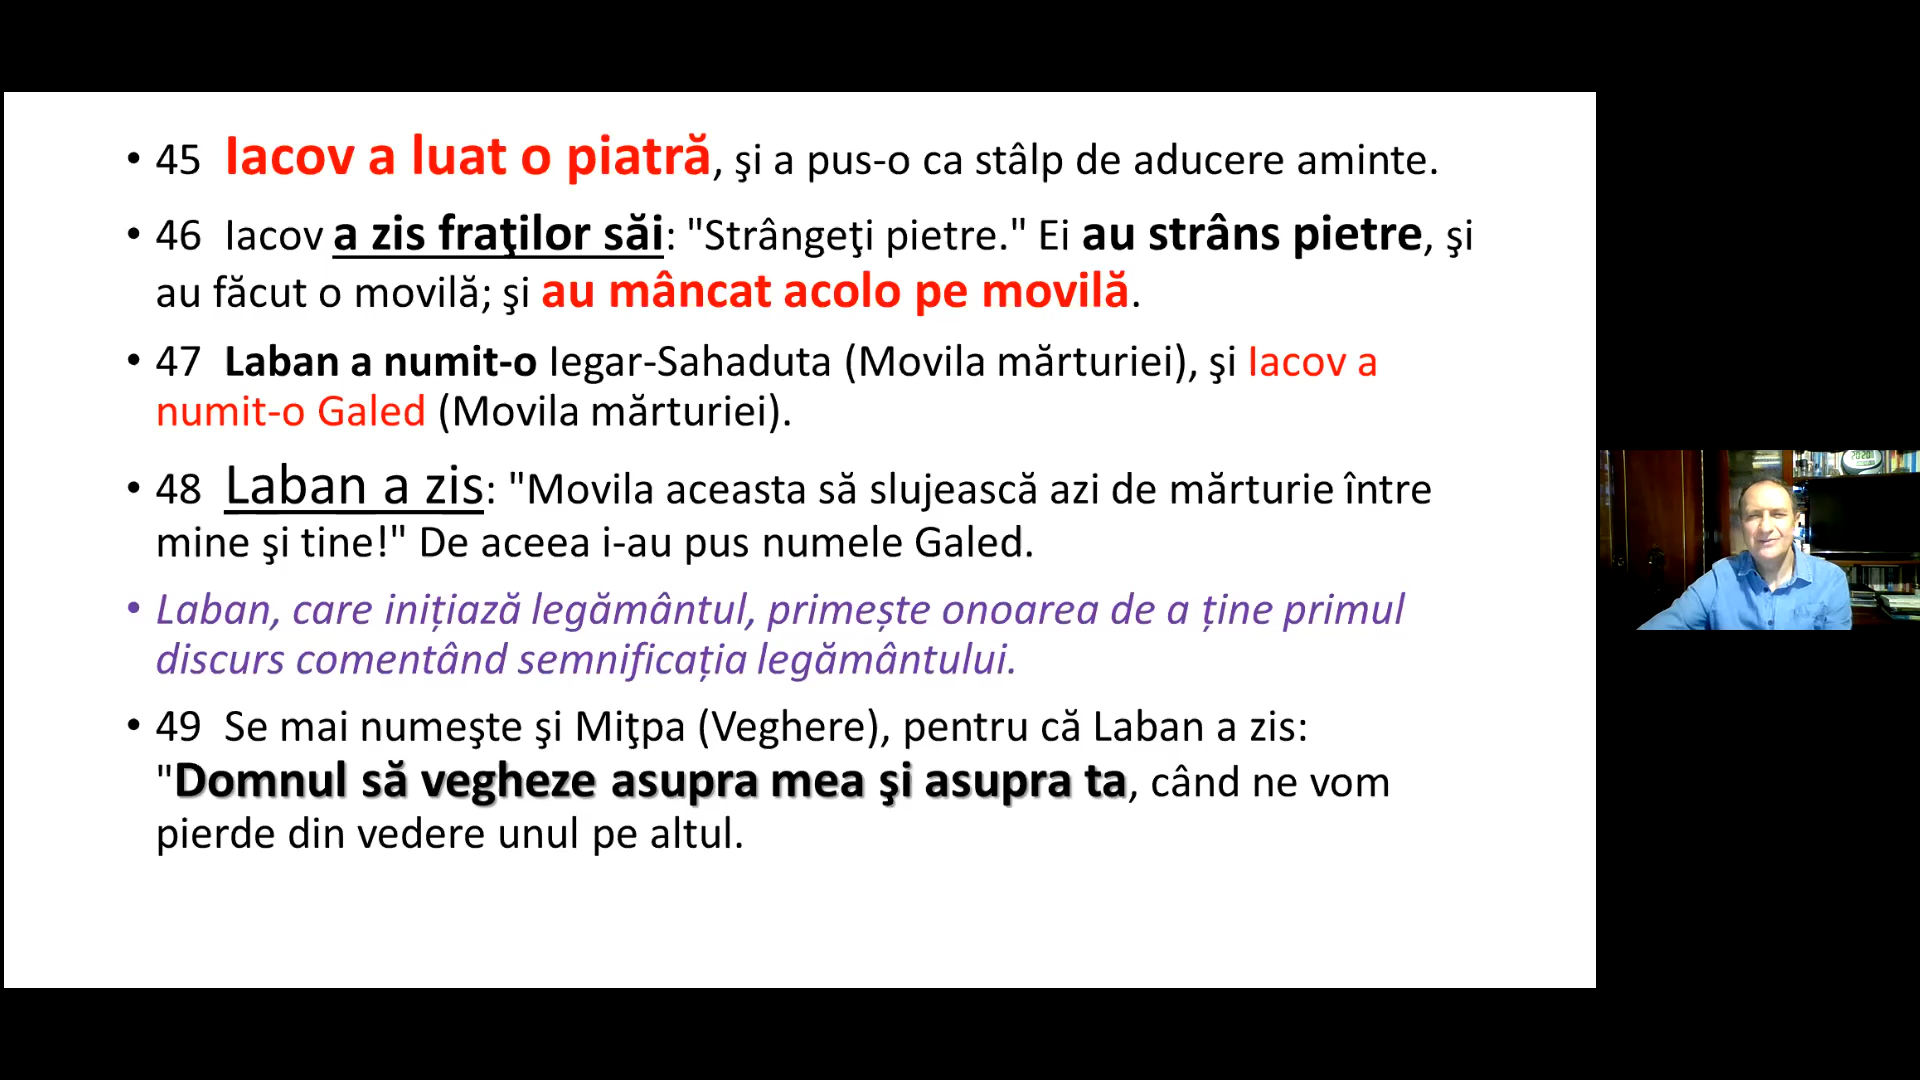 • 45 Iacov a luat o piatră, şi a pus-o ca stâlp de aducere aminte.
• 46 Iacov a zis fraţilor săi: "Strângeţi pietre." Ei au strâns pietre, şi
au făcut o movilă; şi au mâncat acolo pe movilă.
• 47 Laban a numit-o Iegar-Sahaduta (Movila mărturiei), şi Iacov a
numit-o Galed (Movila mărturiei).
• 48 Laban a zis: "Movila aceasta să slujească azi de mărturie între
mine şi tine!" De aceea i-au pus numele Galed.
• Laban, care inițiază legământul, primește onoarea de a ține primul
discurs comentând semnificația legământului.
• 49 Se mai numeşte şi Miţpa (Veghere), pentru că Laban a zis:
"Domnul să vegheze asupra mea şi asupra ta, când ne vom
pierde din vedere unul pe altul.